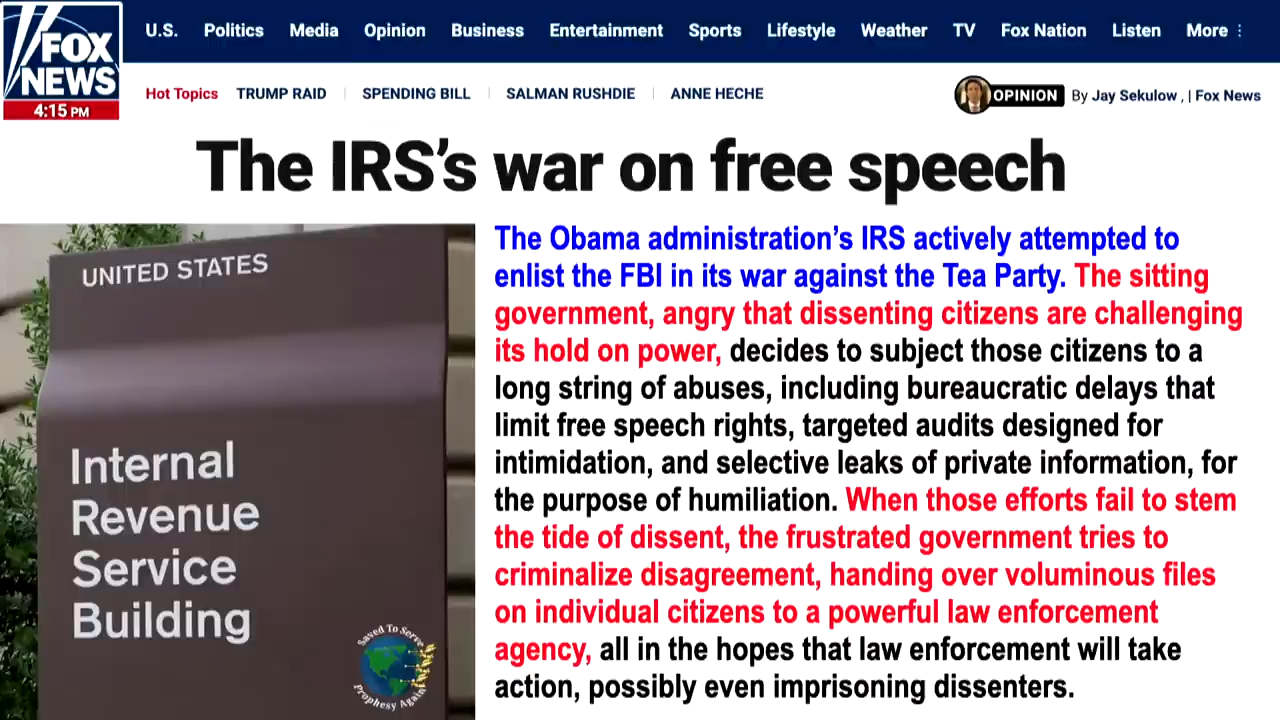 U.S. Politics Media Opinion Business Entertainment Sports Lifestyle Weather TV Fox Nation Listen More
FOX
NEWS
4:15 PM
Hot Topics TRUMP RAID SPENDING BILL SALMAN RUSHDIE ANNE HECHE
OPINION By Jay Sekulow , | Fox News
The IRS’s war on free speech
UNITED STATES
Internal
Revenue
Service
Building
Saved To Serve
Prophesy Again
The Obama administration’s IRS actively attempted to
enlist the FBI in its war against the Tea Party. The sitting
government, angry that dissenting citizens are challenging
its hold on power, decides to subject those citizens to a
long string of abuses, including bureaucratic delays that
limit free speech rights, targeted audits designed for
intimidation, and selective leaks of private information, for
the purpose of humiliation. When those efforts fail to stem
the tide of dissent, the frustrated government tries to
criminalize disagreement, handing over voluminous files
on individual citizens to a powerful law enforcement
agency, all in the hopes that law enforcement will take
action, possibly even imprisoning dissenters.